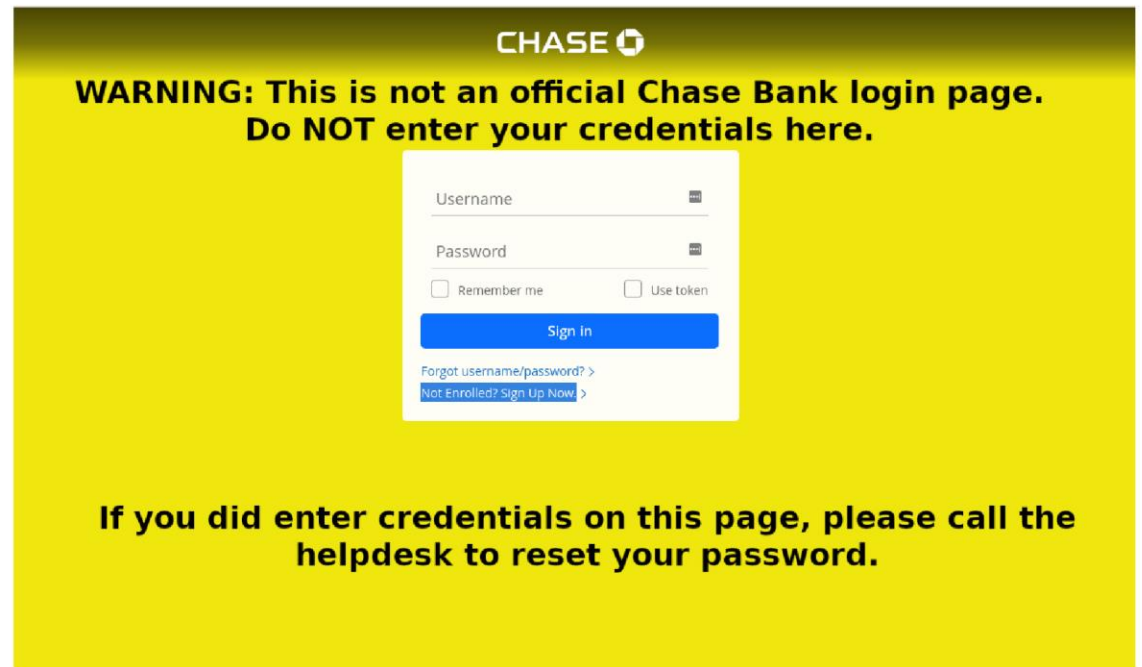 CHASE
WARNING: This is not an official Chase Bank login page.
Do NOT enter your credentials here.
Username
Password
Remember me
Use token
Sign in
Forgot username/password? >
Not Enrolled? Sign Up Now. >
If you did enter credentials on this page, please call the
helpdesk to reset your password.